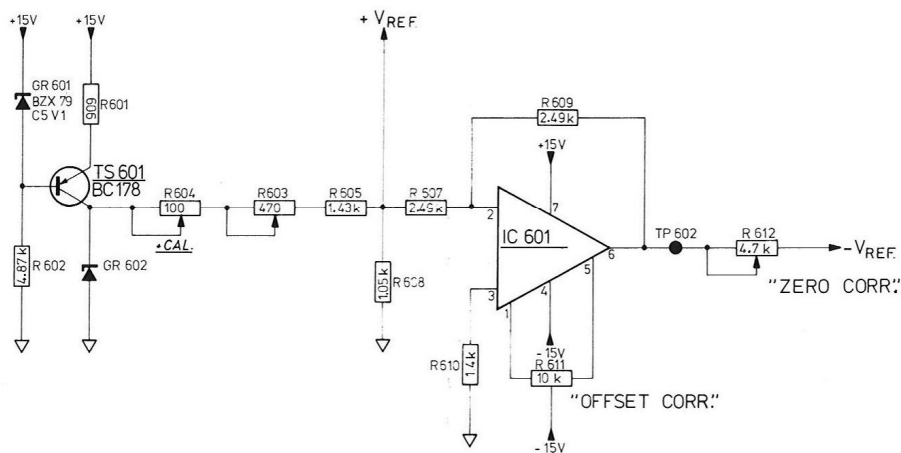 +15V
+15V
+ VREF.
GR 601
BZX 79
C5 V1
909
R601
R 609
2.49k
+15V
TS 601
BC178
R604
100
+CAL.
R603
470
R605
1.43k
R 507
2.49k
2
7
IC 601
6
TP 602
R 612
4.7 k
-VREF.
"ZERO CORR."
4.87k
R 602
GR 602
1.05k
3
1
4
5
R610
1.4k
-15V
R 611
10 k
"OFFSET CORR."
-15V